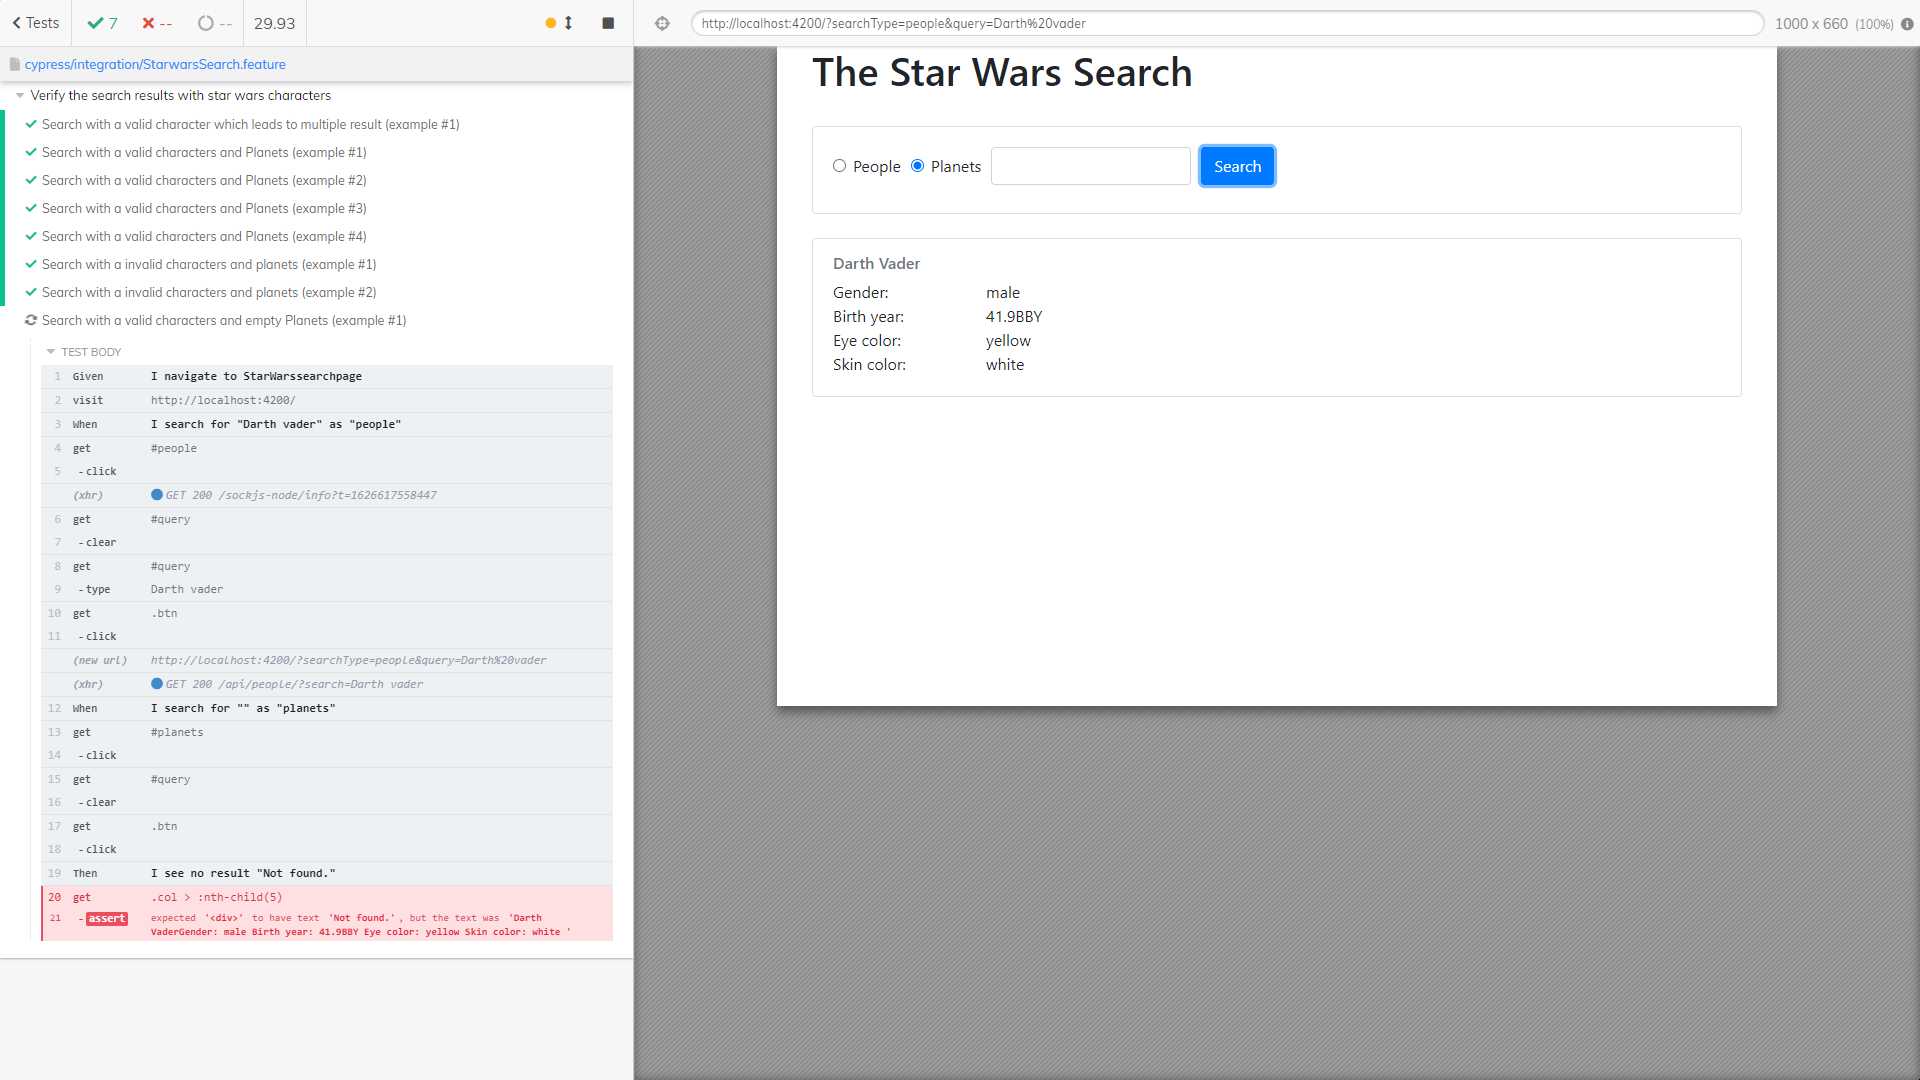 Tests 7 -- -- 29.93
cypress/integration/StarwarsSearch.feature
Verify the search results with star wars characters
Search with a valid character which leads to multiple result (example #1)
Search with a valid characters and Planets (example #1)
Search with a valid characters and Planets (example #2)
Search with a valid characters and Planets (example #3)
Search with a valid characters and Planets (example #4)
Search with a invalid characters and planets (example #1)
Search with a invalid characters and planets (example #2)
Search with a valid characters and empty Planets (example #1)
TEST BODY
1 Given I navigate to StarWarssearchpage
2 visit http://localhost:4200/
3 When I search for "Darth vader" as "people"
4 get #people
5 -click
(xhr) GET 200 /sockjs-node/info?t=1626617558447
6 get #query
7 -clear
8 get #query
9 -type Darth vader
10 get .btn
11 -click
(new url) http://localhost:4200/?searchType=people&query=Darth%20vader
(xhr) GET 200 /api/people/?search=Darth vader
12 When I search for "" as "planets"
13 get #planets
14 -click
15 get #query
16 -clear
17 get .btn
18 -click
19 Then I see no result "Not found."
20 get .col > :nth-child(5)
21 -assert expected '<div>' to have text 'Not found.', but the text was 'Darth
VaderGender: male Birth year: 41.9BBY Eye color: yellow Skin color: white '
http://localhost:4200/?searchType=people&query=Darth%20vader
1000 x 660 (100%)
The Star Wars Search
People Planets Search
Darth Vader
Gender: male
Birth year: 41.9BBY
Eye color: yellow
Skin color: white